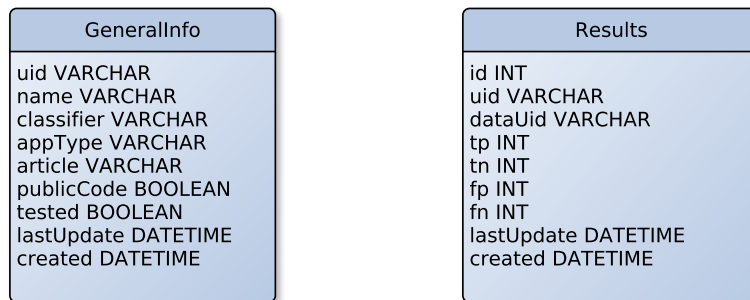 GeneralInfo
uid VARCHAR
name VARCHAR
classifier VARCHAR
appType VARCHAR
article VARCHAR
publicCode BOOLEAN
tested BOOLEAN
lastUpdate DATETIME
created DATETIME
Results
id INT
uid VARCHAR
dataUid VARCHAR
tp INT
tn INT
fp INT
fn INT
lastUpdate DATETIME
created DATETIME